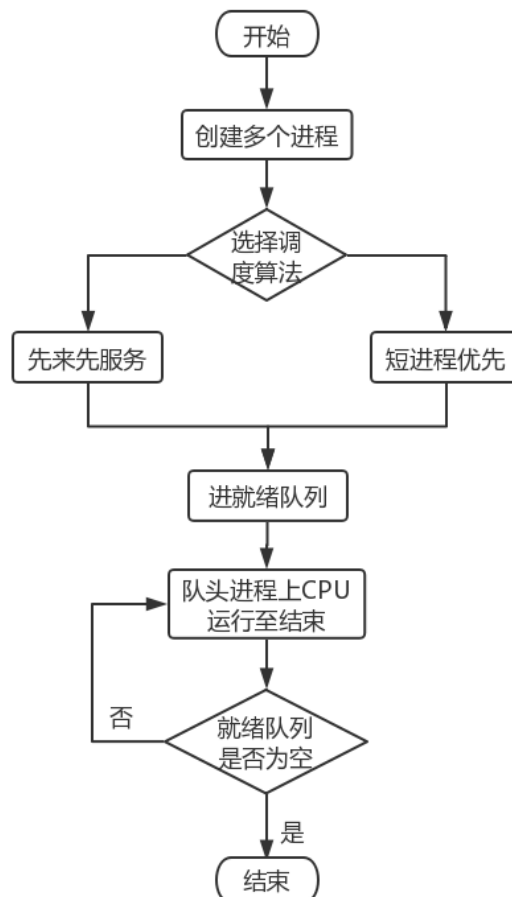 开始
创建多个进程
选择调
度算法
先来先服务
短进程优先
进就绪队列
队头进程上CPU
运行至结束
否
就绪队列
是否为空
是
结束